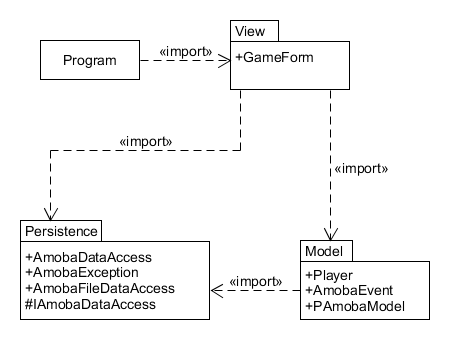 View
Program
«import»
+GameForm
«import»
«import»
Persistence
+AmobaDataAccess
+AmobaException
+AmobaFileDataAccess
#IAmobaDataAccess
«import»
Model
+Player
+AmobaEvent
+PAmobaModel